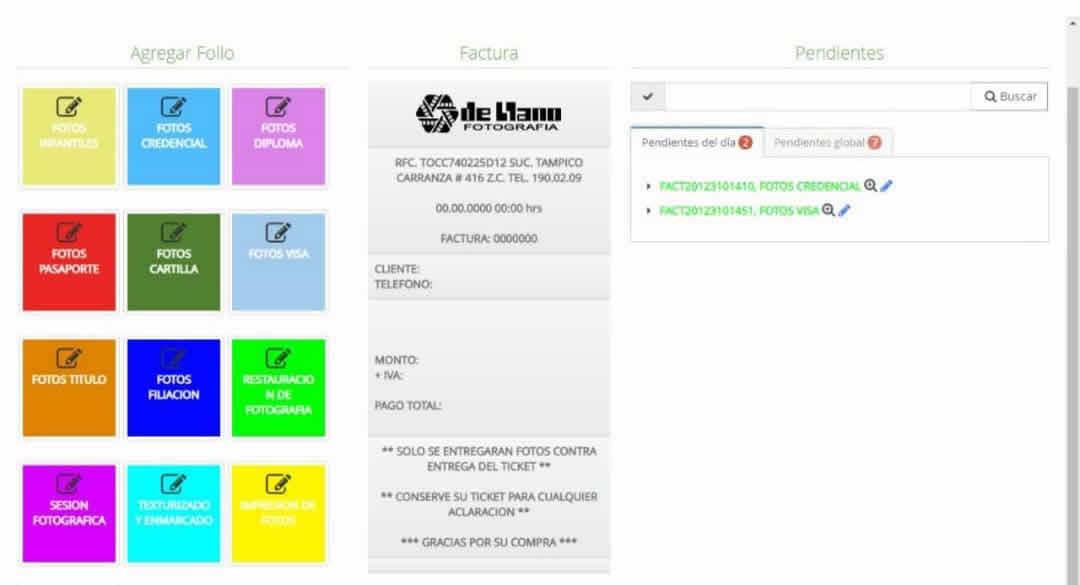 Agregar Folio
FOTOS
INFANTILES
FOTOS
CREDENCIAL
FOTOS
DIPLOMA
FOTOS
PASAPORTE
FOTOS
CARTILLA
FOTOS VISA
FOTOS TITULO
FOTOS
FILIACION
RESTAURACIO
N DE
FOTOGRAFIA
SESION
FOTOGRAFICA
TEXTURIZADO
Y ENMARCADO
IMPRESION DE
FOTOS
Factura
de Llano
FOTOGRAFIA
RFC. TOCC740225D12 SUC. TAMPICO
CARRANZA # 416 Z.C. TEL. 190.02.09
00.00.0000 00:00 hrs
FACTURA: 0000000
CLIENTE:
TELEFONO:
MONTO:
+ IVA:
PAGO TOTAL:
** SOLO SE ENTREGARAN FOTOS CONTRA
ENTREGA DEL TICKET **
** CONSERVE SU TICKET PARA CUALQUIER
ACLARACION **
*** GRACIAS POR SU COMPRA ***
Pendientes
Buscar
Pendientes del día 2
Pendientes global 7
FACT20123101410, FOTOS CREDENCIAL
FACT20123101451, FOTOS VISA